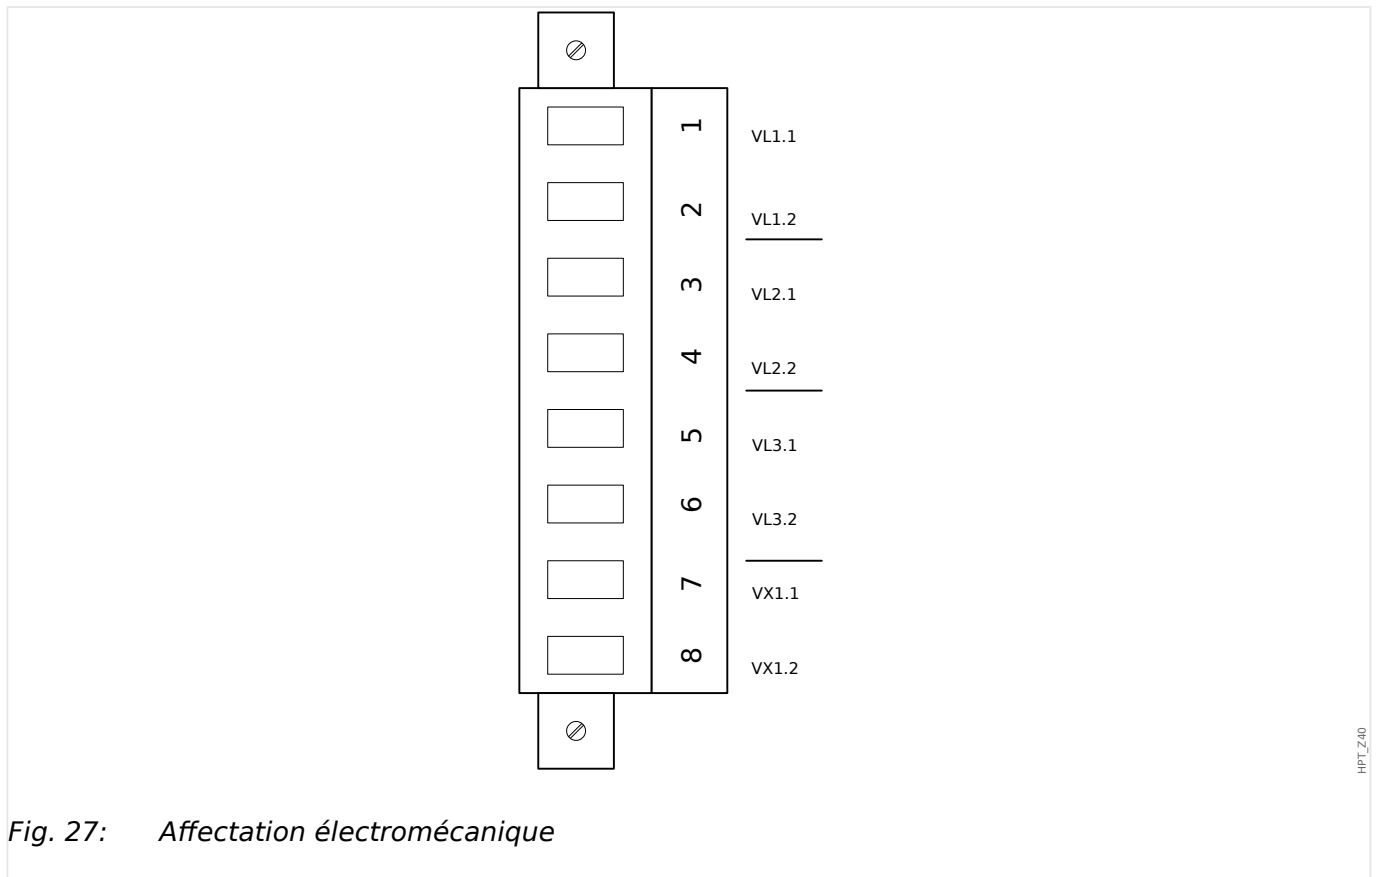 1
VL1.1
2
VL1.2
3
VL2.1
4
VL2.2
5
VL3.1
6
VL3.2
7
VX1.1
8
VX1.2
HPT_Z40
Fig. 27: Affectation électromécanique